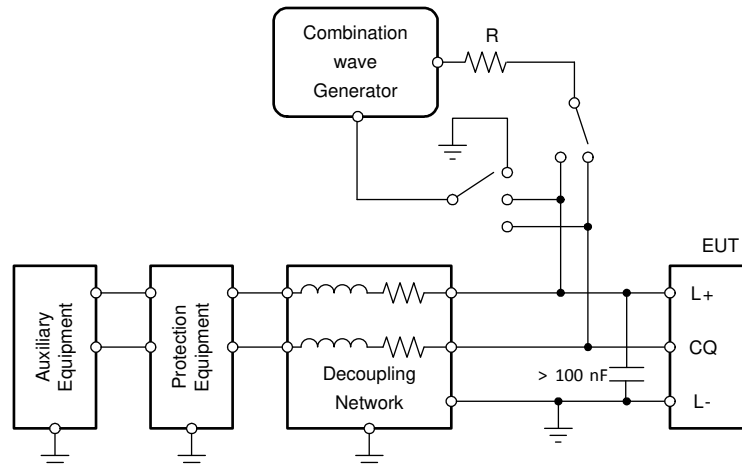 Combination
wave
Generator
R
EUT
Auxiliary
Equipment
Protection
Equipment
Decoupling
Network
L+
CQ
> 100 nF
L-